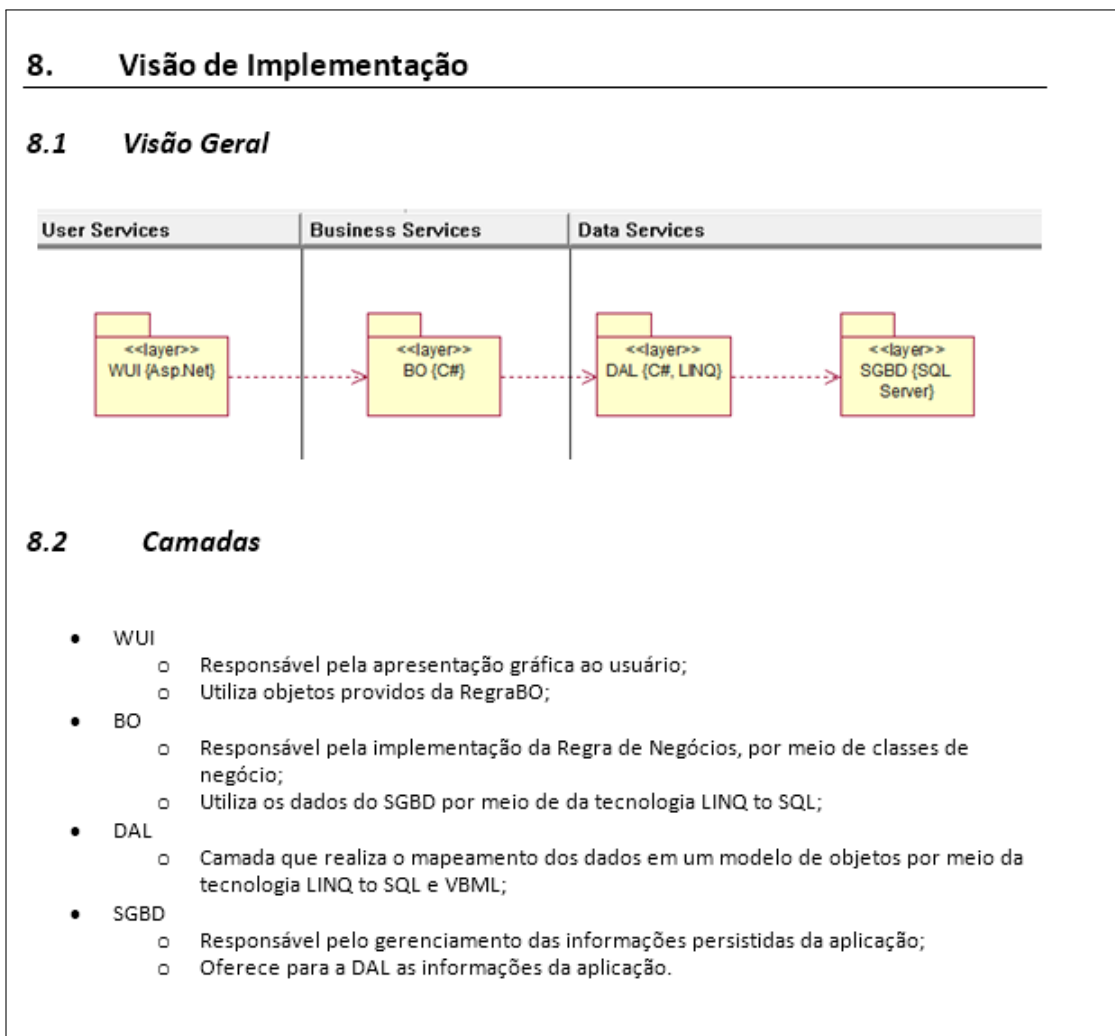 8. Visão de Implementação
8.1 Visão Geral
User Services Business Services Data Services
<<layer>>
WUI {Asp.Net}
<<layer>>
BO {C#}
<<layer>>
DAL {C#, LINQ}
<<layer>>
SGBD {SQL
Server}
8.2 Camadas
• WUI
o Responsável pela apresentação gráfica ao usuário;
o Utiliza objetos providos da RegraBO;
• BO
o Responsável pela implementação da Regra de Negócios, por meio de classes de
negócio;
o Utiliza os dados do SGBD por meio de da tecnologia LINQ to SQL;
• DAL
o Camada que realiza o mapeamento dos dados em um modelo de objetos por meio da
tecnologia LINQ to SQL e VBML;
• SGBD
o Responsável pelo gerenciamento das informações persistidas da aplicação;
o Oferece para a DAL as informações da aplicação.